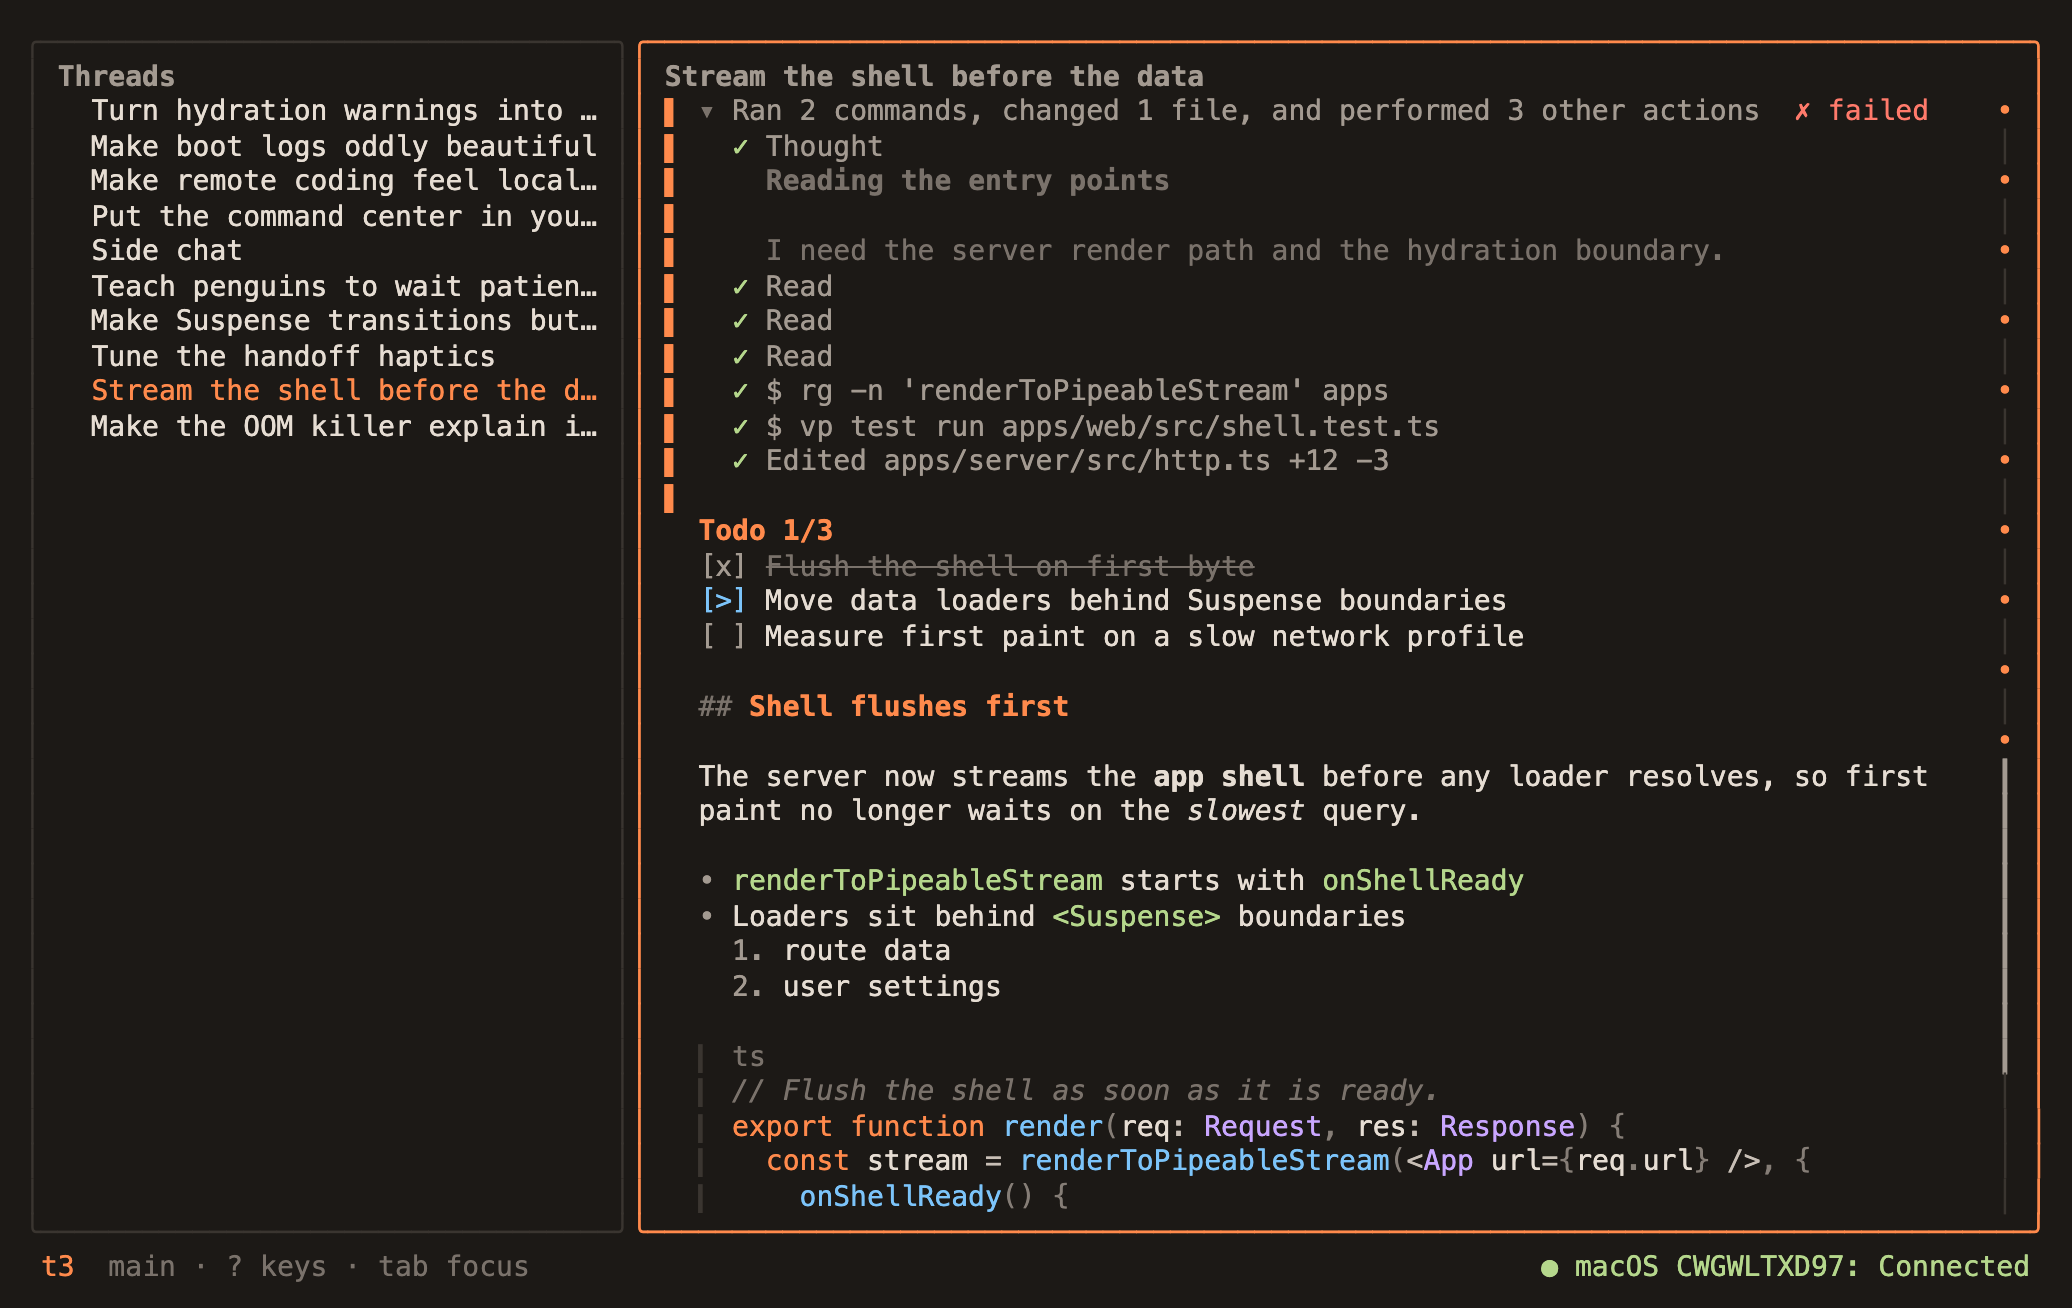 Threads
Turn hydration warnings into …
Make boot logs oddly beautiful
Make remote coding feel local…
Put the command center in you…
Side chat
Teach penguins to wait patien…
Make Suspense transitions but…
Tune the handoff haptics
Stream the shell before the d…
Make the OOM killer explain i…
Stream the shell before the data
▾ Ran 2 commands, changed 1 file, and performed 3 other actions ✗ failed
✓ Thought
Reading the entry points
I need the server render path and the hydration boundary.
✓ Read
✓ Read
✓ Read
✓ $ rg -n 'renderToPipeableStream' apps
✓ $ vp test run apps/web/src/shell.test.ts
✓ Edited apps/server/src/http.ts +12 -3
Todo 1/3
[x] Flush the shell on first byte
[>] Move data loaders behind Suspense boundaries
[ ] Measure first paint on a slow network profile
## Shell flushes first
The server now streams the app shell before any loader resolves, so first
paint no longer waits on the slowest query.
• renderToPipeableStream starts with onShellReady
• Loaders sit behind <Suspense> boundaries
1. route data
2. user settings
ts
// Flush the shell as soon as it is ready.
export function render(req: Request, res: Response) {
const stream = renderToPipeableStream(<App url={req.url} />, {
onShellReady() {
t3 main · ? keys · tab focus
● macOS CWGWLTXD97: Connected